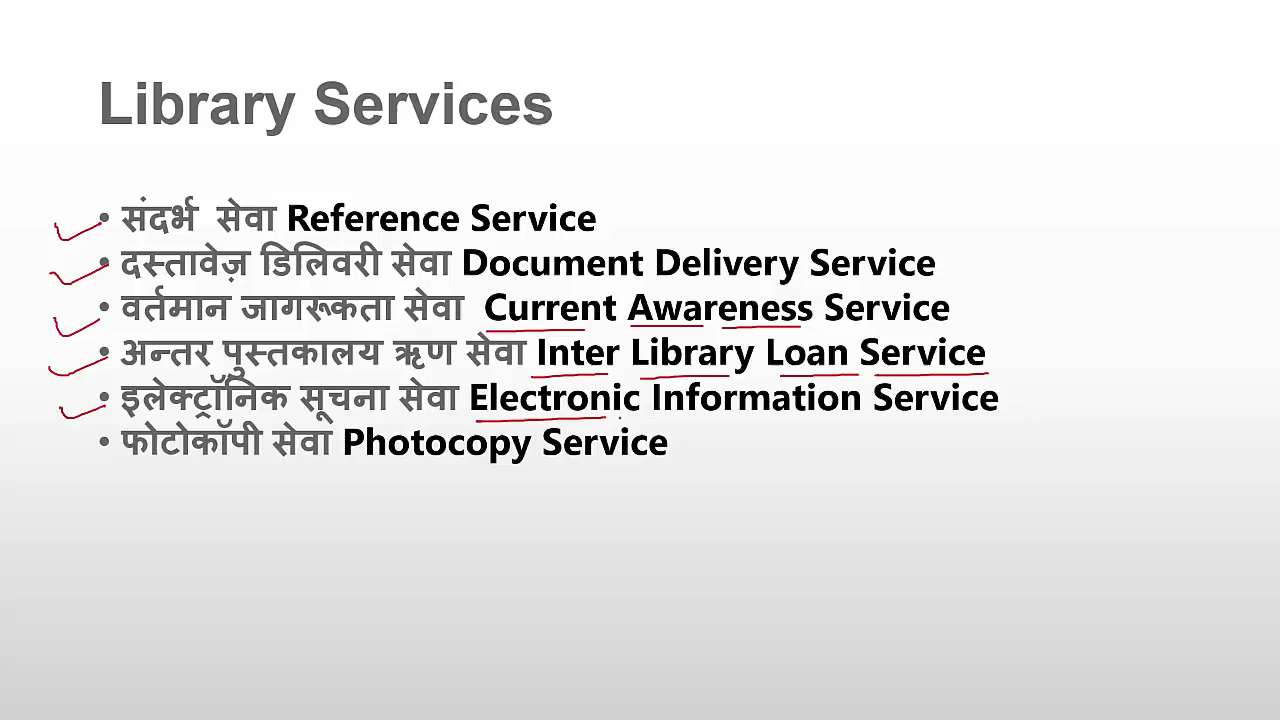 Library Services
• संदर्भ सेवा Reference Service
• दस्तावेज़ डिलिवरी सेवा Document Delivery Service
• वर्तमान जागरूकता सेवा Current Awareness Service
• अन्तर पुस्तकालय ऋण सेवा Inter Library Loan Service
• इलेक्ट्रॉनिक सूचना सेवा Electronic Information Service
• फोटोकॉपी सेवा Photocopy Service